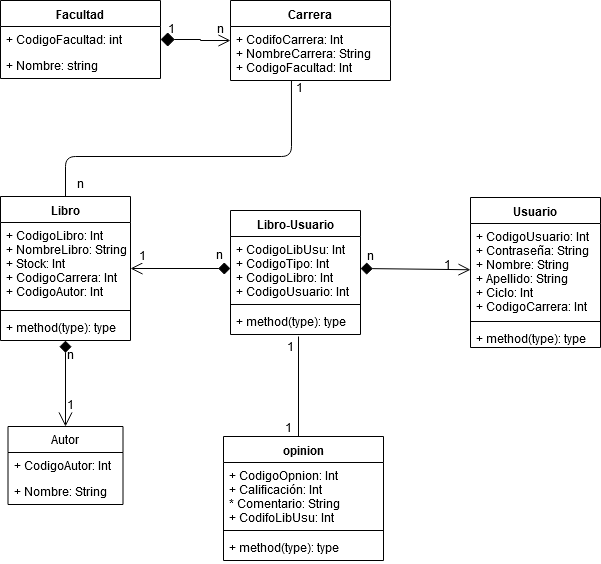 Facultad
+ CodigoFacultad: int
+ Nombre: string
1
n
Carrera
+ CodifoCarrera: Int
+ NombreCarrera: String
+ CodigoFacultad: Int
1
n
Libro
+ CodigoLibro: Int
+ NombreLibro: String
+ Stock: Int
+ CodigoCarrera: Int
+ CodigoAutor: Int
+ method(type): type
1
n
Libro-Usuario
+ CodigoLibUsu: Int
+ CodigoTipo: Int
+ CodigoLibro: Int
+ CodigoUsuario: Int
+ method(type): type
n
1
Usuario
+ CodigoUsuario: Int
+ Contraseña: String
+ Nombre: String
+ Apellido: String
+ Ciclo: Int
+ CodigoCarrera: Int
+ method(type): type
n
1
Autor
+ CodigoAutor: Int
+ Nombre: String
1
1
opinion
+ CodigoOpnion: Int
+ Calificación: Int
* Comentario: String
+ CodifoLibUsu: Int
+ method(type): type